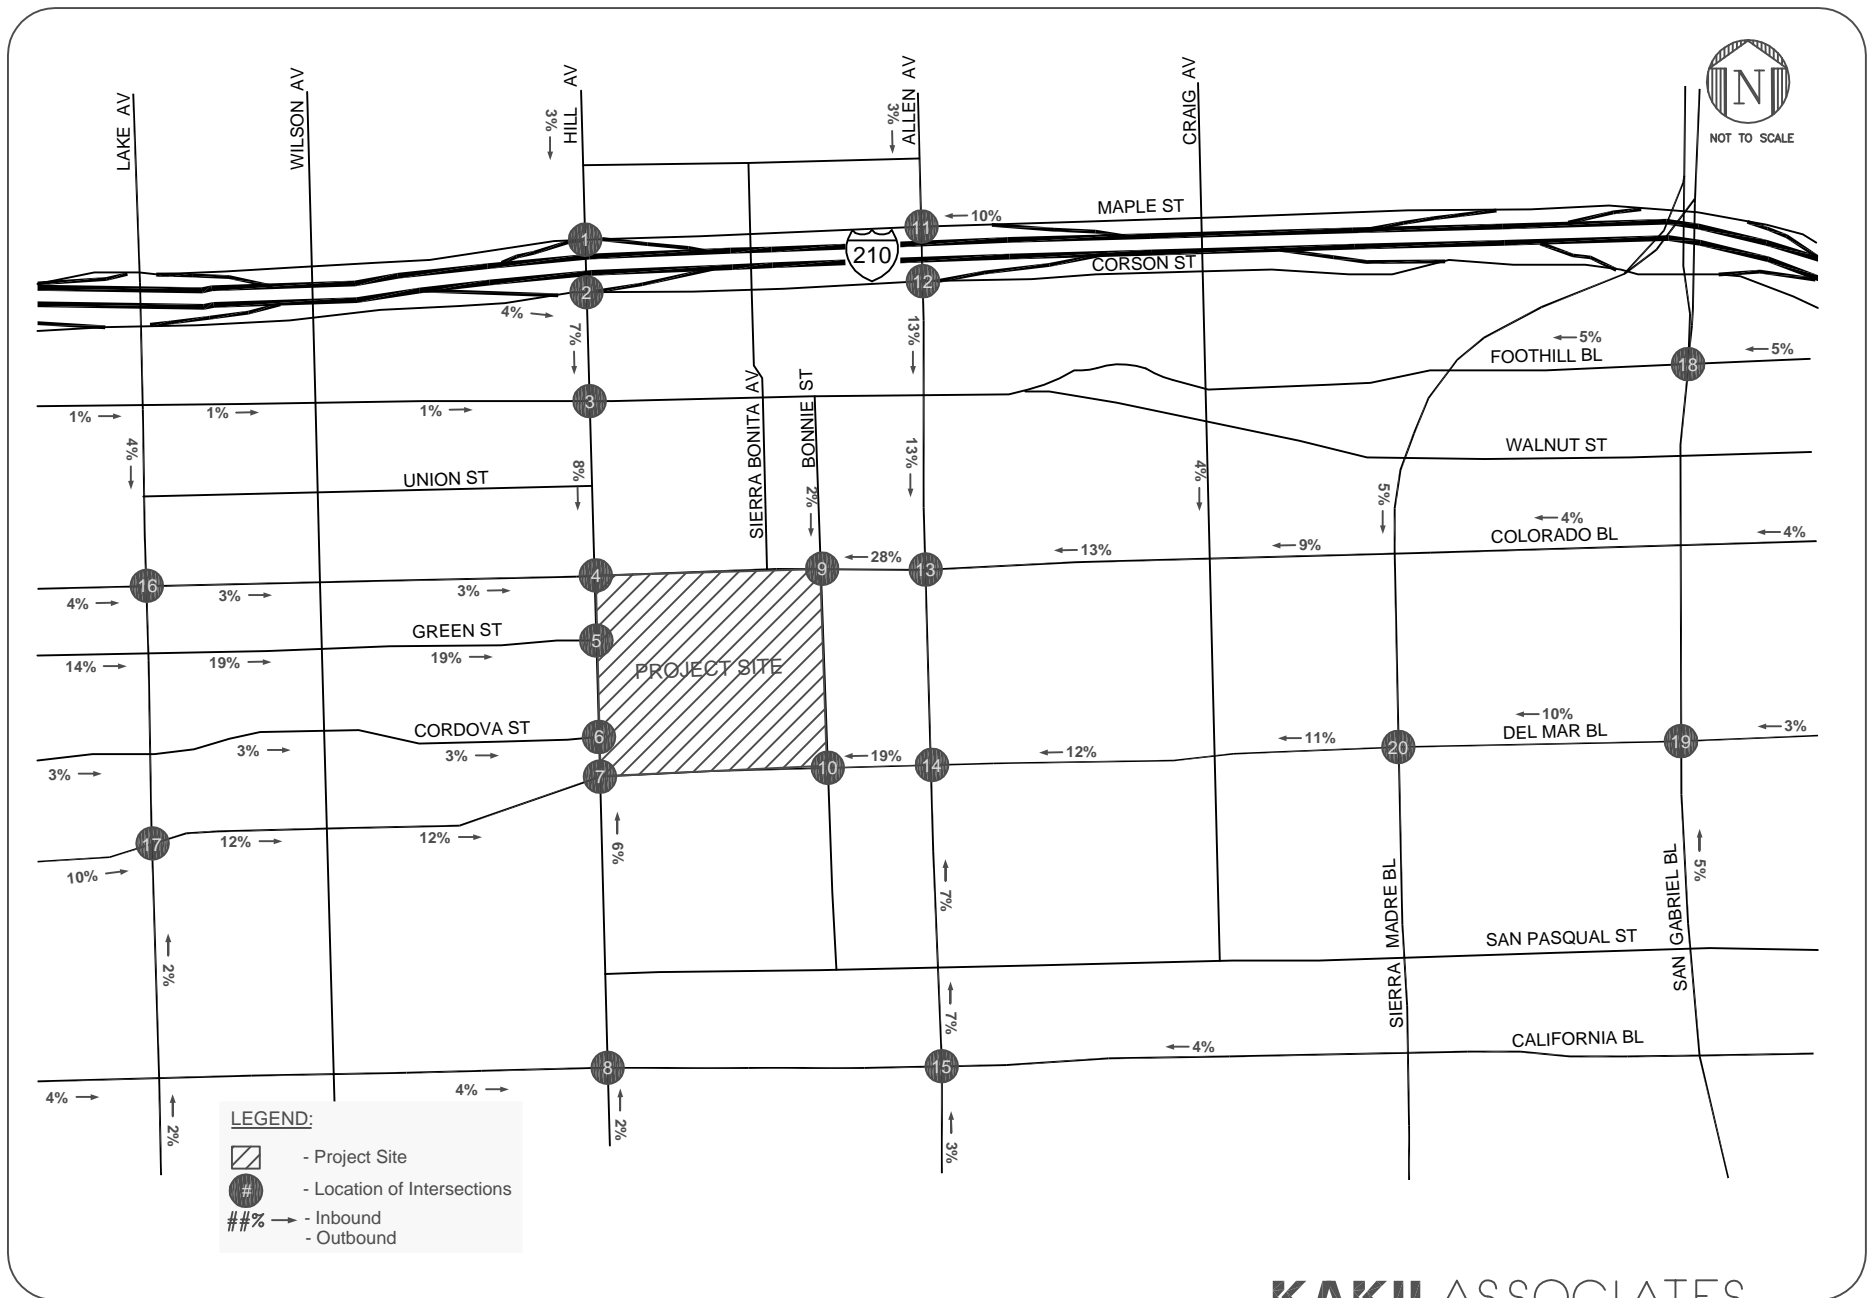 LAKE AV
WILSON AV
HILL AV
ALLEN AV
CRAIG AV
N
NOT TO SCALE
3%
3%
11
10%
MAPLE ST
1
210
2
12
CORSON ST
4%
7%
13%
5%
FOOTHILL BL
5%
18
1%
1%
1%
3
SIERRA BONITA AV
BONNIE ST
4%
UNION ST
8%
2%
13%
4%
5%
WALNUT ST
4%
COLORADO BL
4%
16
4%
3%
3%
4
9
28%
13
13%
9%
14%
19%
GREEN ST
19%
5
PROJECT SITE
3%
3%
CORDOVA ST
3%
6
7
10
19%
14
12%
11%
20
10%
DEL MAR BL
19
3%
17
10%
12%
12%
6%
7%
5%
SIERRA MADRE BL
SAN GABRIEL BL
2%
SAN PASQUAL ST
7%
8
15
4%
CALIFORNIA BL
4%
4%
2%
2%
3%
LEGEND:
- Project Site
# - Location of Intersections
##% - Inbound
- Outbound
KAKU ASSOCIATES